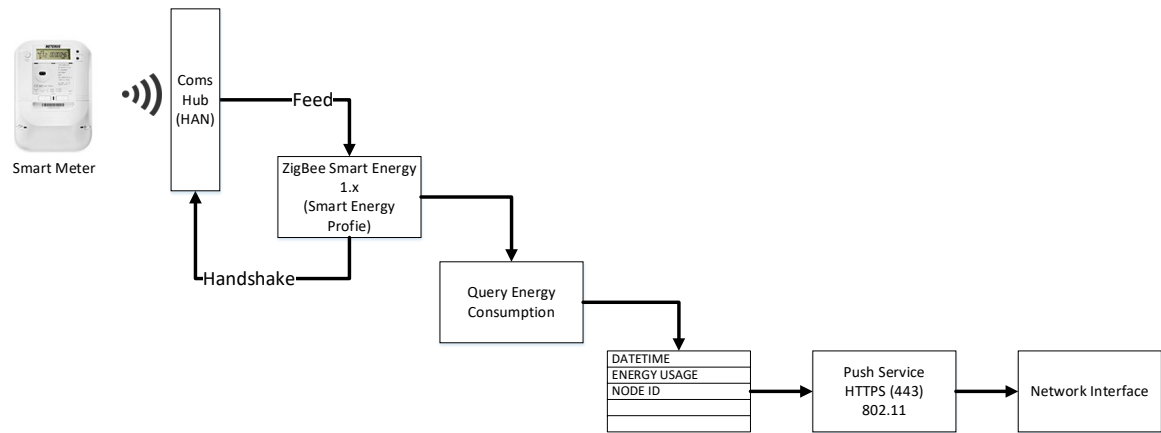 Smart Meter
Coms
Hub
(HAN)
Feed
Handshake
ZigBee Smart Energy
1.x
(Smart Energy
Profie)
Query Energy
Consumption
DATETIME
ENERGY USAGE
NODE ID
Push Service
HTTPS (443)
802.11
Network Interface